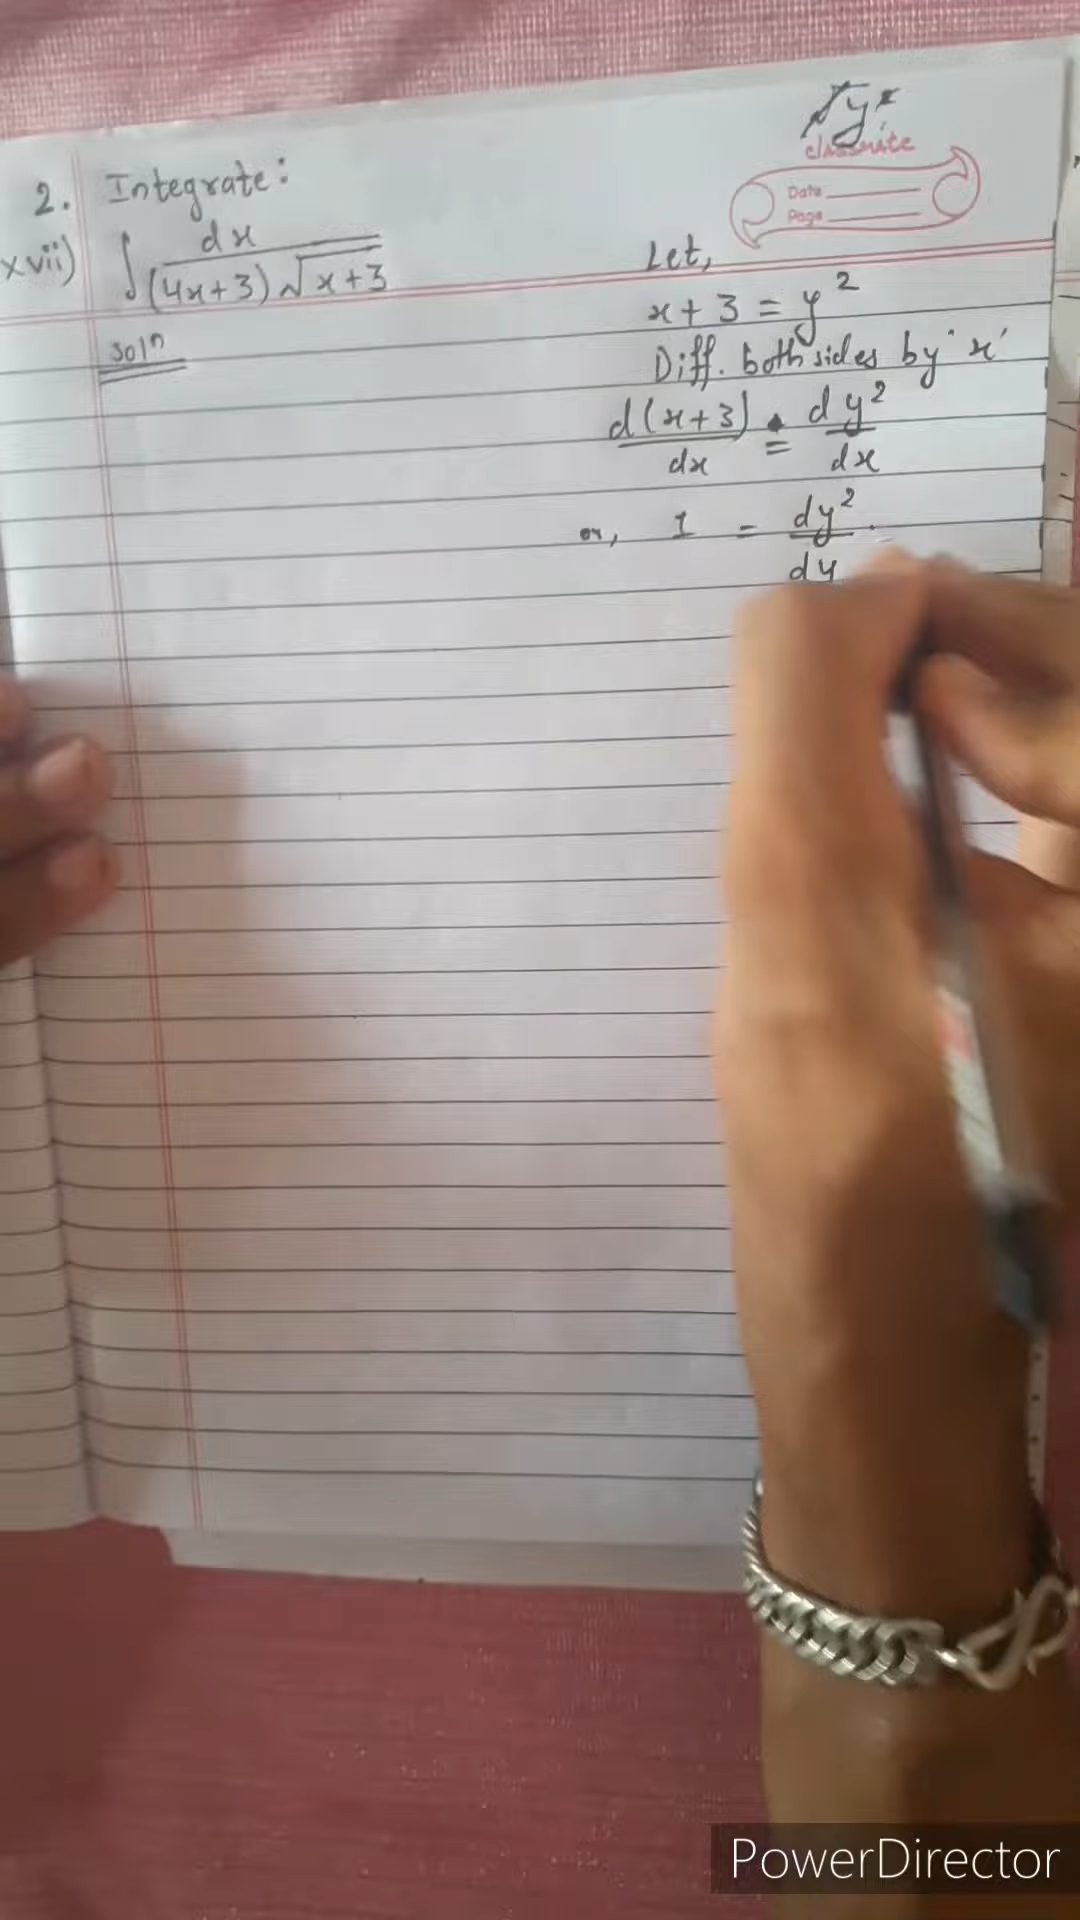 √y x
classmate
Date
Page
2. Integrate:
xvii) ∫ dx / (4x+3) √x+3
Soln
Let,
x + 3 = y²
Diff. both sides by 'x'
d(x+3) / dx = dy² / dx
or, 1 = dy² / dy ·
PowerDirector